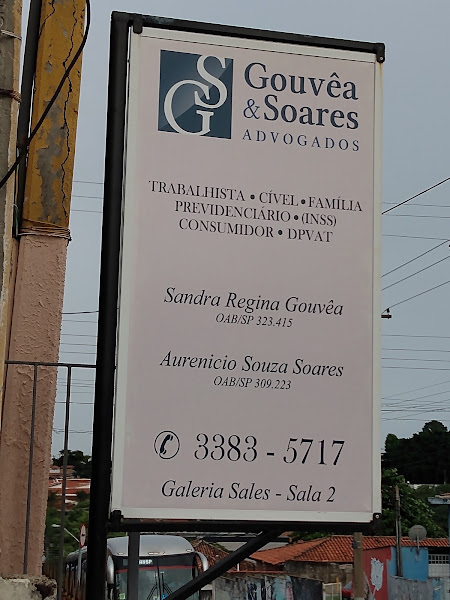 SG
Gouvêa
& Soares
ADVOGADOS
TRABALHISTA • CÍVEL • FAMÍLIA
PREVIDENCIÁRIO • (INSS)
CONSUMIDOR • DPVAT
Sandra Regina Gouvêa
OAB/SP 323.415
Aurenicio Souza Soares
OAB/SP 309.223
3383 - 5717
Galeria Sales - Sala 2